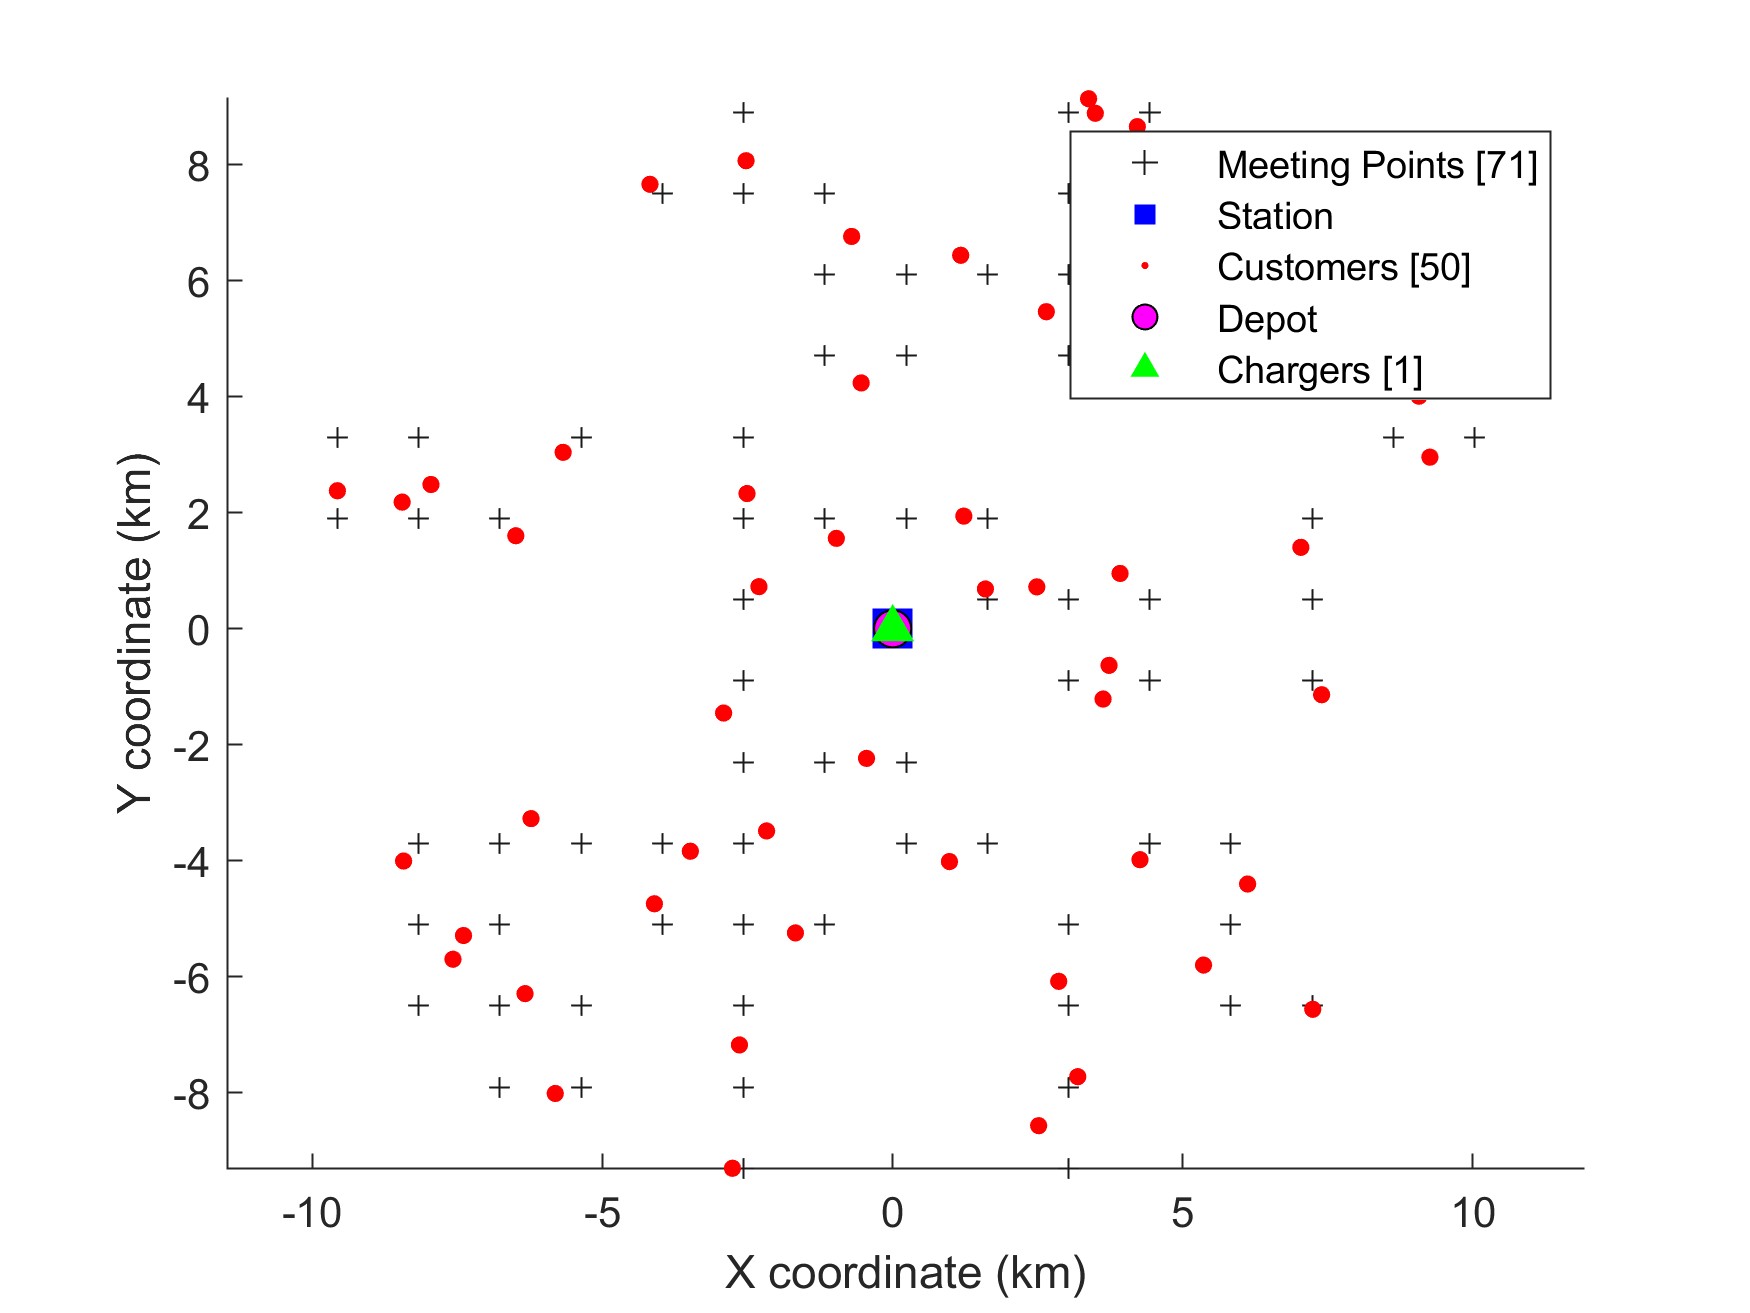 8
6
4
2
0
-2
-4
-6
-8
Y coordinate (km)
Meeting Points [71]
Station
Customers [50]
Depot
Chargers [1]
-10
-5
0
5
10
X coordinate (km)